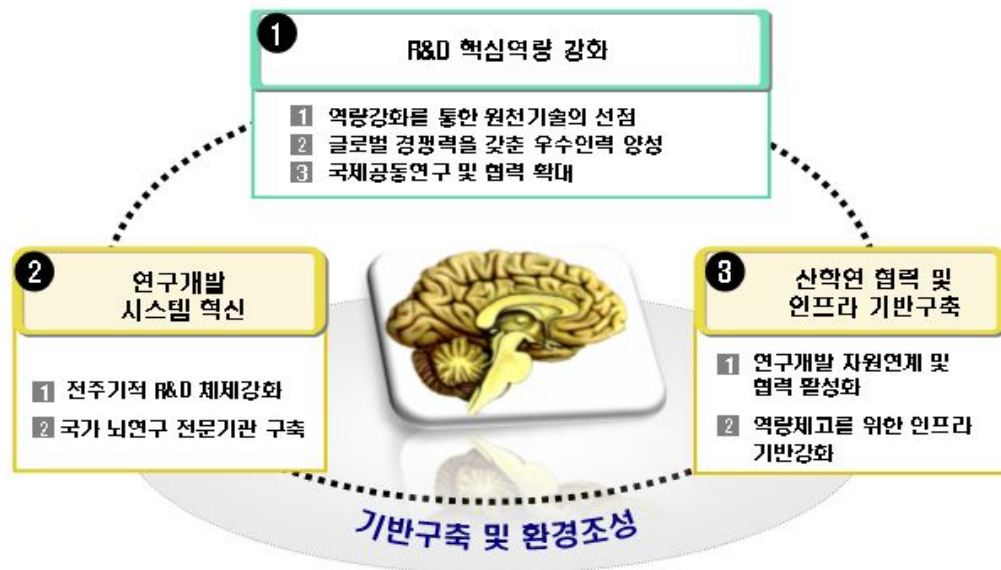 1
R&D 핵심역량 강화
1 역량강화를 통한 원천기술의 선점
2 글로벌 경쟁력을 갖춘 우수인력 양성
3 국제공동연구 및 협력 확대
2
연구개발
시스템 혁신
1 전주기적 R&D 체제강화
2 국가 뇌연구 전문기관 구축
3
산학연 협력 및
인프라 기반구축
1 연구개발 자원연계 및
협력 활성화
2 역량제고를 위한 인프라
기반강화
기반구축 및 환경조성